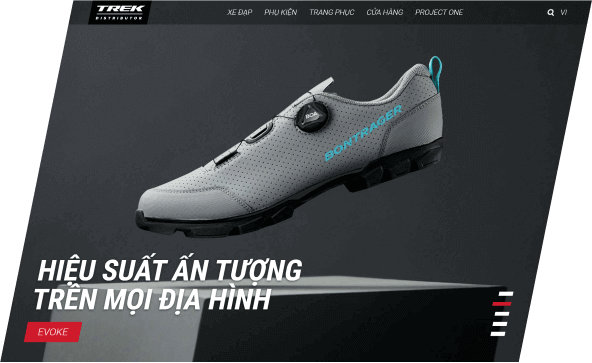 TREK
DISTRIBUTOR
XE ĐẠP PHỤ KIỆN TRANG PHỤC CỬA HÀNG PROJECT ONE VI
BOA
BONTRAGER
HIỆU SUẤT ẤN TƯỢNG
TRÊN MỌI ĐỊA HÌNH
EVOKE